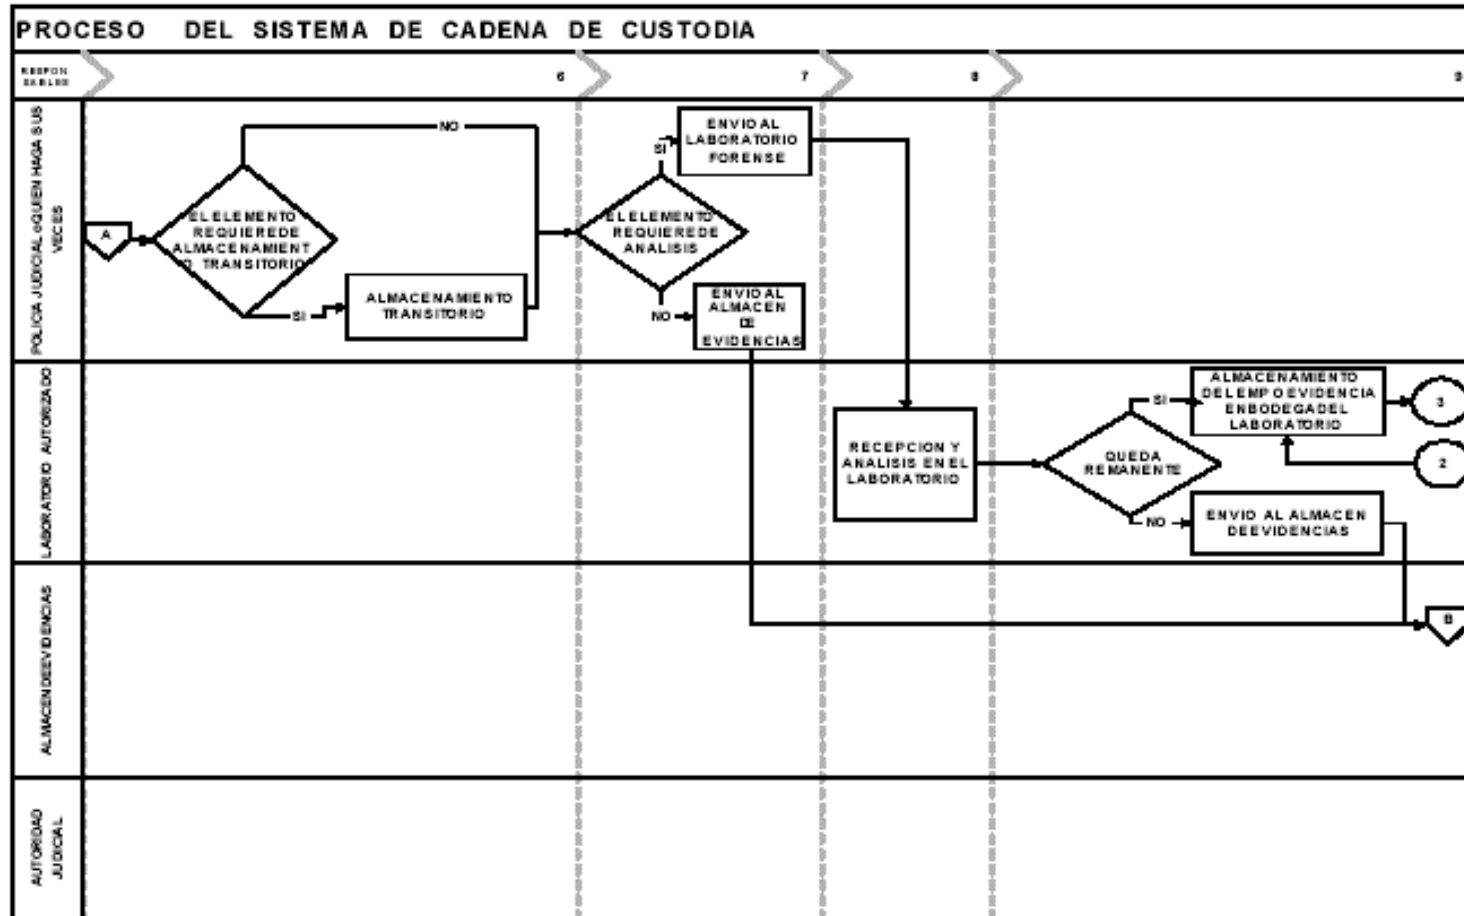 PROCESO DEL SISTEMA DE CADENA DE CUSTODIA
RESPON
SABLES
6
7
8
9
POLICIA JUDICIAL o QUIEN HAGA SUS
VECES
A
EL ELEMENTO
REQUIERE DE
ALMACENAMIENT
O TRANSITORIO
NO
SI
ALMACENAMIENTO
TRANSITORIO
EL ELEMENTO
REQUIERE DE
ANALISIS
SI
ENVIO AL
LABORATORIO
FORENSE
NO
ENVIO AL
ALMACEN
DE
EVIDENCIAS
LABORATORIO AUTORIZADO
RECEPCION Y
ANALISIS EN EL
LABORATORIO
QUEDA
REMANENTE
SI
ALMACENAMIENTO
DEL EMP O EVIDENCIA
EN BODEGA DEL
LABORATORIO
3
2
NO
ENVIO AL ALMACEN
DE EVIDENCIAS
ALMACEN DE EVIDENCIAS
B
AUTORIDAD
JUDICIAL